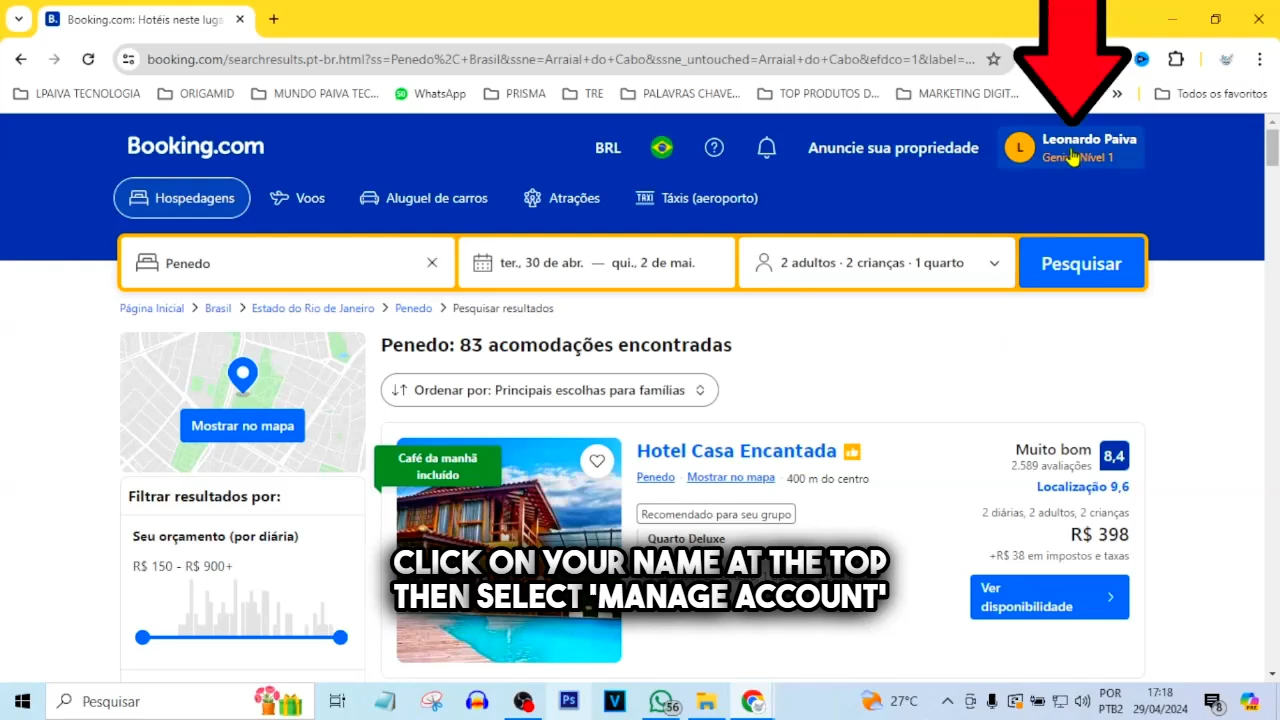 Booking.com: Hotéis neste luga
booking.com/searchresults.pt-br.html?ss=Penedo%2C+Brasil&ssne=Arraial+do+Cabo&ssne_untouched=Arraial+do+Cabo&efdco=1&label=...
LPAIVA TECNOLOGIA
ORIGAMID
MUNDO PAIVA TEC...
WhatsApp
PRISMA
TRE
PALAVRAS CHAVE...
TOP PRODUTOS D...
MARKETING DIGIT...
Todos os favoritos
Booking.com
BRL
Anuncie sua propriedade
L
Leonardo Paiva
Genius Nível 1
Hospedagens
Voos
Aluguel de carros
Atrações
TAXI
Táxis (aeroporto)
Penedo
ter., 30 de abr. — qui., 2 de mai.
2 adultos · 2 crianças · 1 quarto
Pesquisar
Página Inicial > Brasil > Estado do Rio de Janeiro > Penedo > Pesquisar resultados
Mostrar no mapa
Penedo: 83 acomodações encontradas
Ordenar por: Principais escolhas para famílias
Filtrar resultados por:
Seu orçamento (por diária)
R$ 150 - R$ 900+
Café da manhã
incluído
Hotel Casa Encantada
Penedo
Mostrar no mapa
400 m do centro
Recomendado para seu grupo
Quarto Deluxe
Muito bom
8,4
2.589 avaliações
Localização 9,6
2 diárias, 2 adultos, 2 crianças
R$ 398
+R$ 38 em impostos e taxas
Ver
disponibilidade
CLICK ON YOUR NAME AT THE TOP
THEN SELECT 'MANAGE ACCOUNT'
Pesquisar
Ps
V
56
27°C
POR
PTB2
17:18
29/04/2024
8